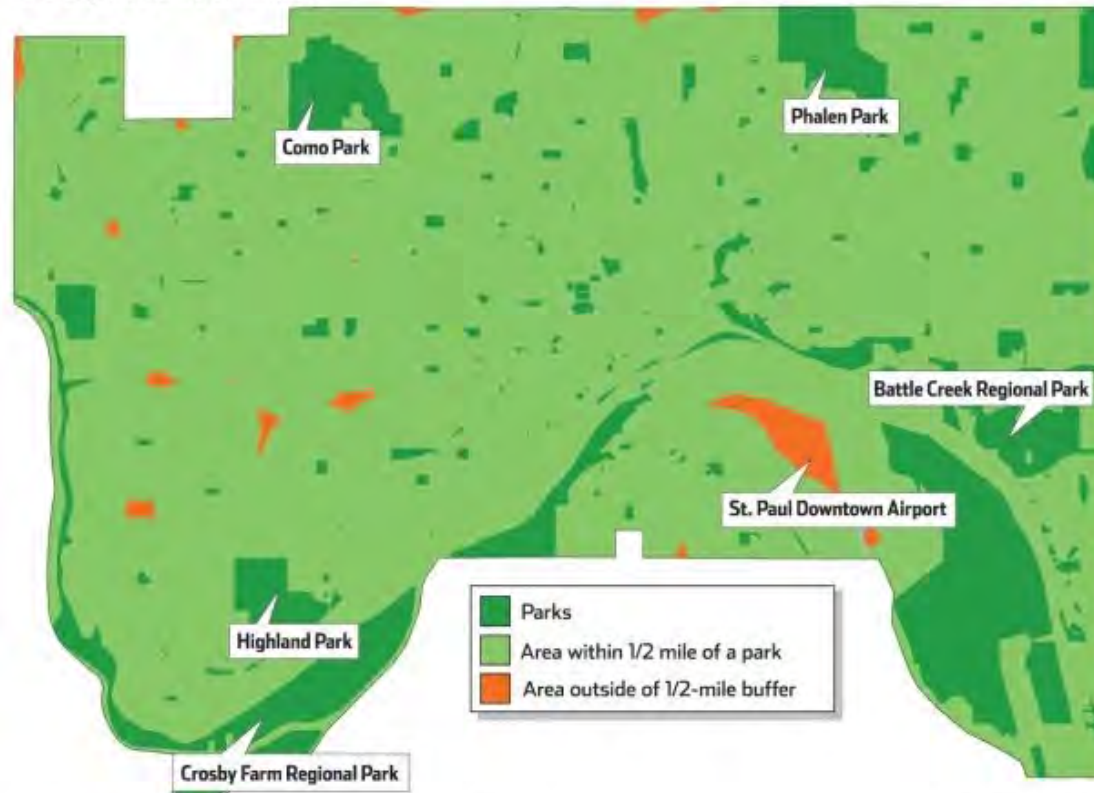 Como Park
Phalen Park
Battle Creek Regional Park
St. Paul Downtown Airport
Highland Park
Parks
Area within 1/2 mile of a park
Area outside of 1/2-mile buffer
Crosby Farm Regional Park